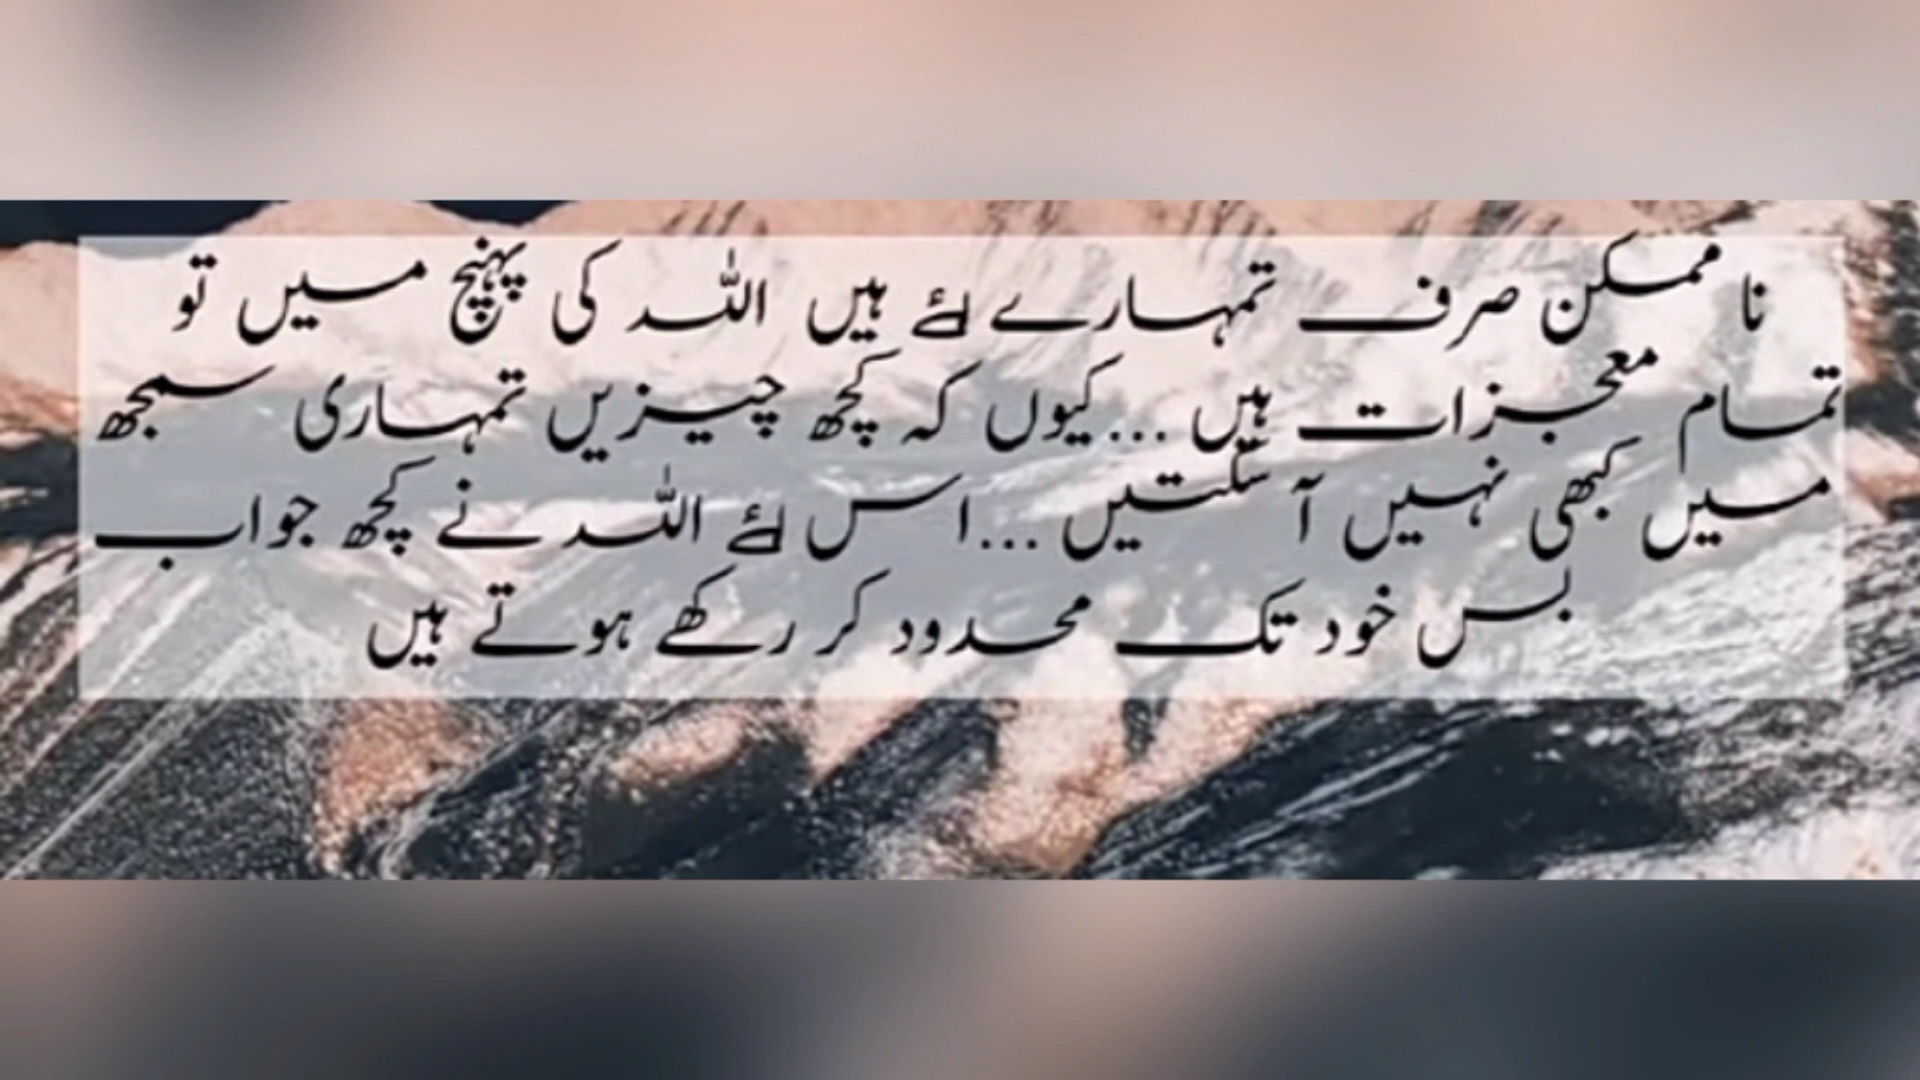 نا ممکن صرف تمہارے لئے ہیں اللہ کی پہنچ میں تو
تمام معجزات ہیں ...کیوں کہ کچھ چیزیں تمہاری سمجھ
میں کبھی نہیں آ سکتیں ...اس لئے اللہ نے کچھ جواب
بس خود تک محدود کر رکھے ہوتے ہیں